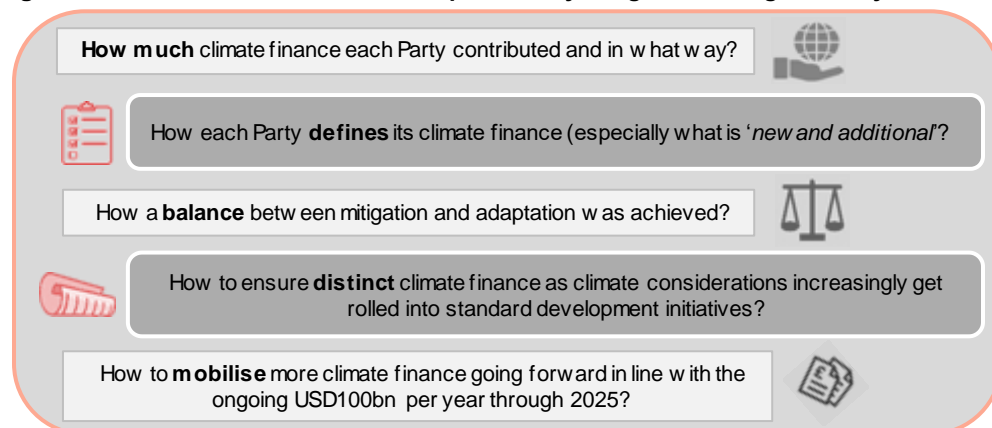 How much climate finance each Party contributed and in what way?
How each Party defines its climate finance (especially what is ‘new and additional’?
How a balance between mitigation and adaptation was achieved?
How to ensure distinct climate finance as climate considerations increasingly get
rolled into standard development initiatives?
How to mobilise more climate finance going forward in line with the
ongoing USD100bn per year through 2025?